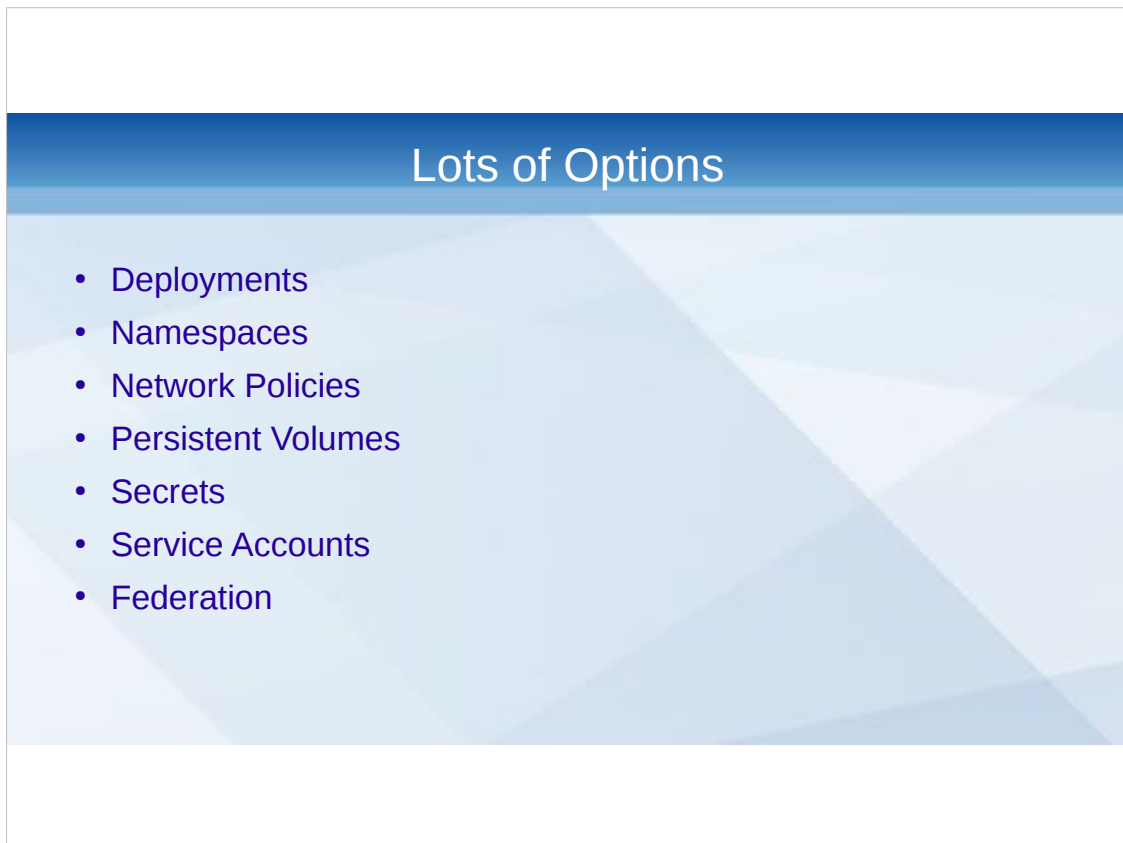 Lots of Options
• Deployments
• Namespaces
• Network Policies
• Persistent Volumes
• Secrets
• Service Accounts
• Federation